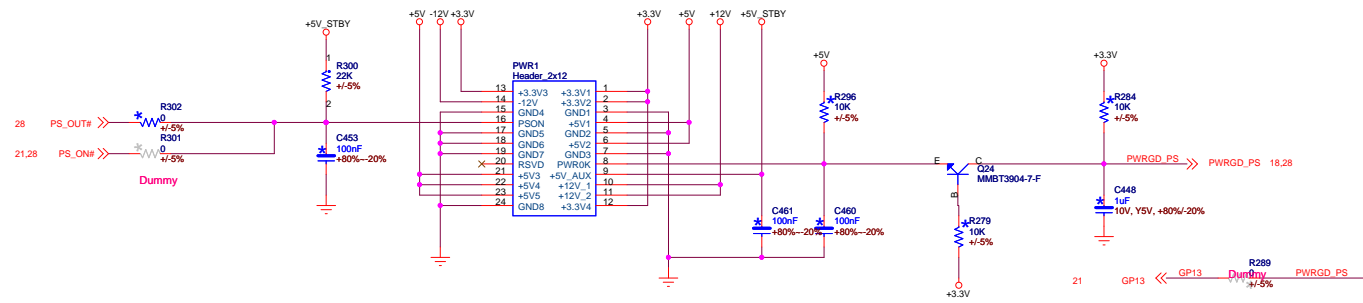 +5V -12V +3.3V +3.3V +5V +12V +5V_STBY
+5V_STBY
+5V
+3.3V
PWR1
Header_2x12
1
R300
22K
+/-5%
2
R296
10K
+/-5%
R284
10K
+/-5%
13 +3.3V3 +3.3V1 1
14 -12V +3.3V2 2
15 GND4 GND1 3
16 PSON +5V1 4
17 GND5 GND2 5
18 GND6 +5V2 6
19 GND7 GND3 7
20 RSVD PWR0K 8
21 +5V3 +5V_AUX 9
22 +5V4 +12V_1 10
23 +5V5 +12V_2 11
24 GND8 +3.3V4 12
R302
0
+/-5%
28 PS_OUT#
R301
0
+/-5%
21,28 PS_ON#
Dummy
C453
100nF
+80%--20%
E C
B
Q24
MMBT3904-7-F
PWRGD_PS PWRGD_PS 18,28
C461
100nF
+80%--20%
C460
100nF
+80%--20%
C448
1uF
10V, Y5V, +80%/-20%
R279
10K
+/-5%
+3.3V
R289
0
+/-5%
Dummy
21 GP13 GP13 PWRGD_PS